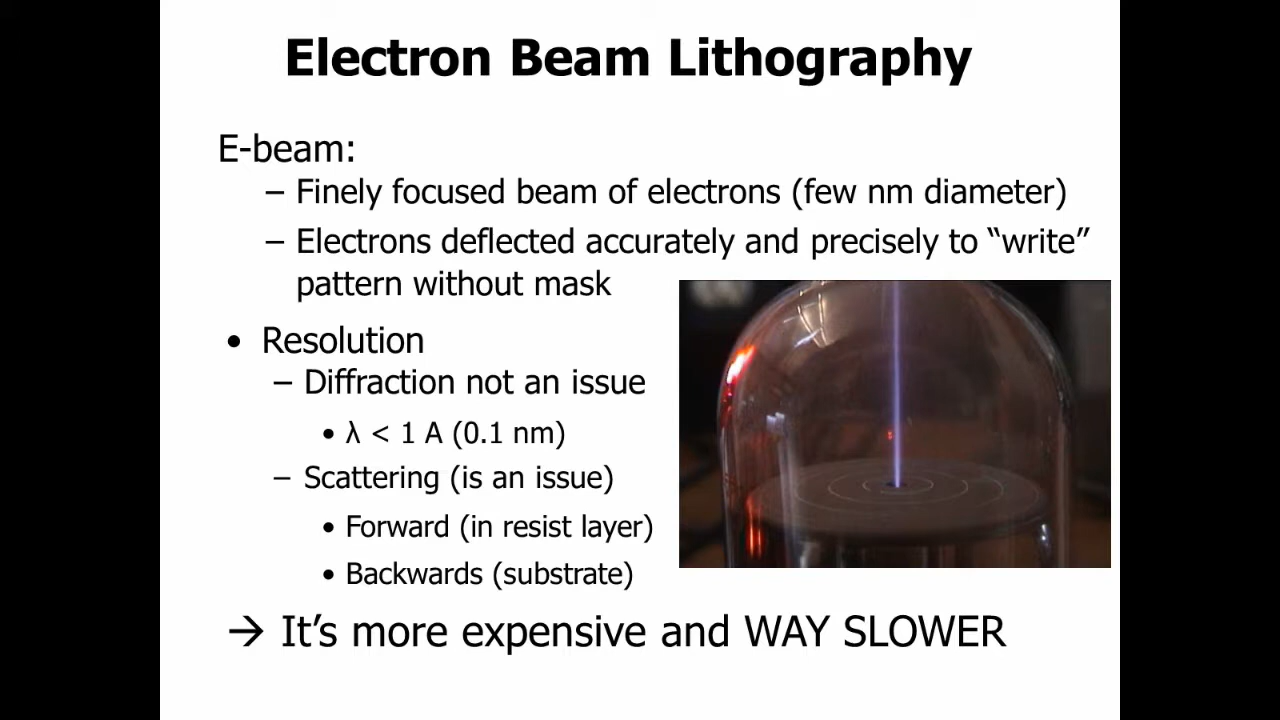 Electron Beam Lithography
E-beam:
– Finely focused beam of electrons (few nm diameter)
– Electrons deflected accurately and precisely to “write”
pattern without mask
• Resolution
– Diffraction not an issue
• λ < 1 A (0.1 nm)
– Scattering (is an issue)
• Forward (in resist layer)
• Backwards (substrate)
→ It’s more expensive and WAY SLOWER